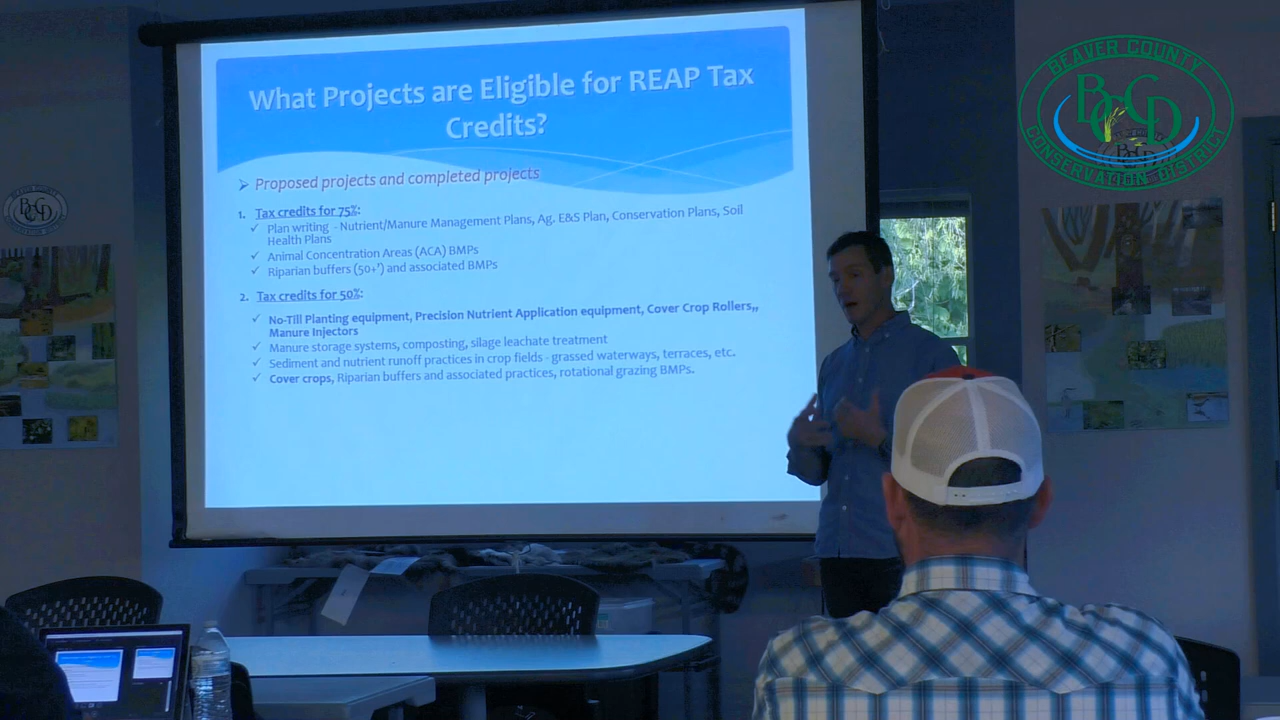 What Projects are Eligible for REAP Tax
Credits?
Proposed projects and completed projects
1. Tax credits for 75%:
Plan writing - Nutrient/Manure Management Plans, Ag. E&S Plan, Conservation Plans, Soil
Health Plans
Animal Concentration Areas (ACA) BMPs
Riparian buffers (50+') and associated BMPs
2. Tax credits for 50%:
No-Till Planting equipment, Precision Nutrient Application equipment, Cover Crop Rollers,,
Manure Injectors
Manure storage systems, composting, silage leachate treatment
Sediment and nutrient runoff practices in crop fields - grassed waterways, terraces, etc.
Cover crops, Riparian buffers and associated practices, rotational grazing BMPs.
BEAVER COUNTY
BCCD
CONSERVATION DISTRICT
BCCD